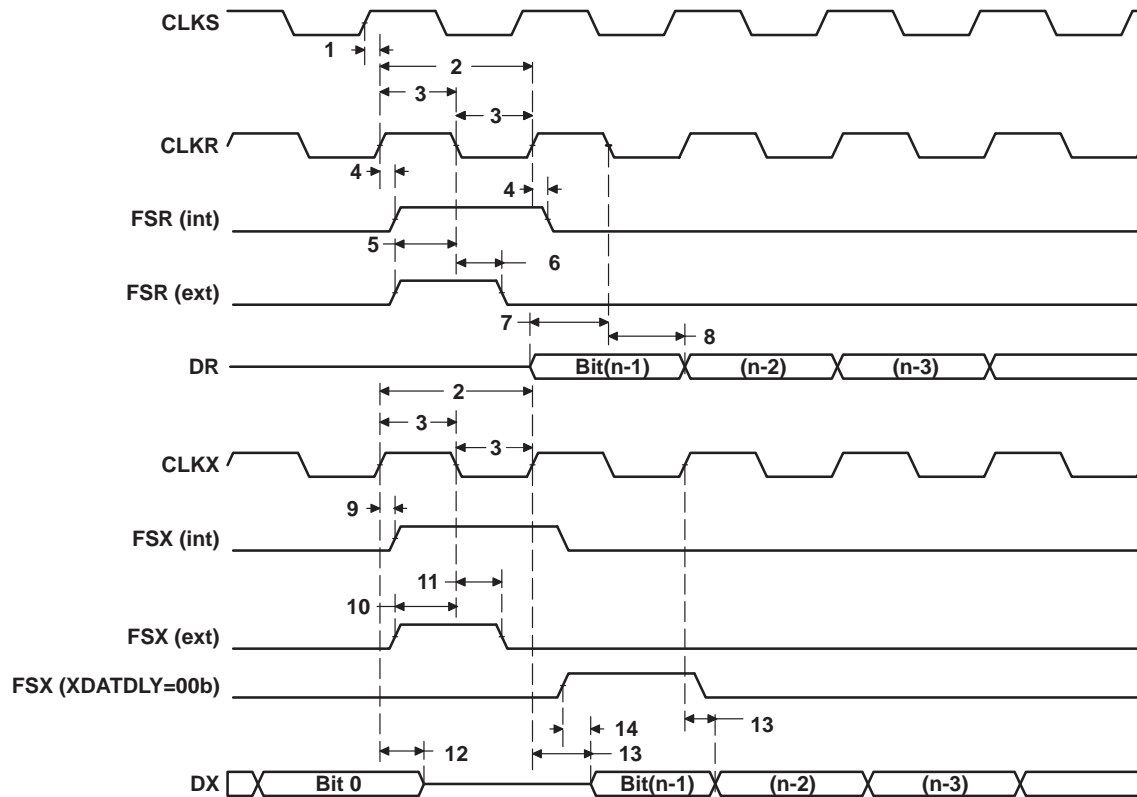 CLKS
1
2
3
3
CLKR
4
4
FSR (int)
5
6
FSR (ext)
7
8
DR
Bit(n-1)
(n-2)
(n-3)
2
3
3
CLKX
9
FSX (int)
11
10
FSX (ext)
FSX (XDATDLY=00b)
14
13
12
13
DX
Bit 0
Bit(n-1)
(n-2)
(n-3)